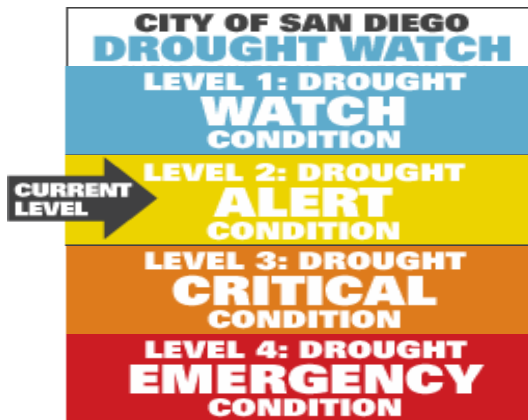 CITY OF SAN DIEGO
DROUGHT WATCH
LEVEL 1: DROUGHT
WATCH
CONDITION
CURRENT
LEVEL
LEVEL 2: DROUGHT
ALERT
CONDITION
LEVEL 3: DROUGHT
CRITICAL
CONDITION
LEVEL 4: DROUGHT
EMERGENCY
CONDITION